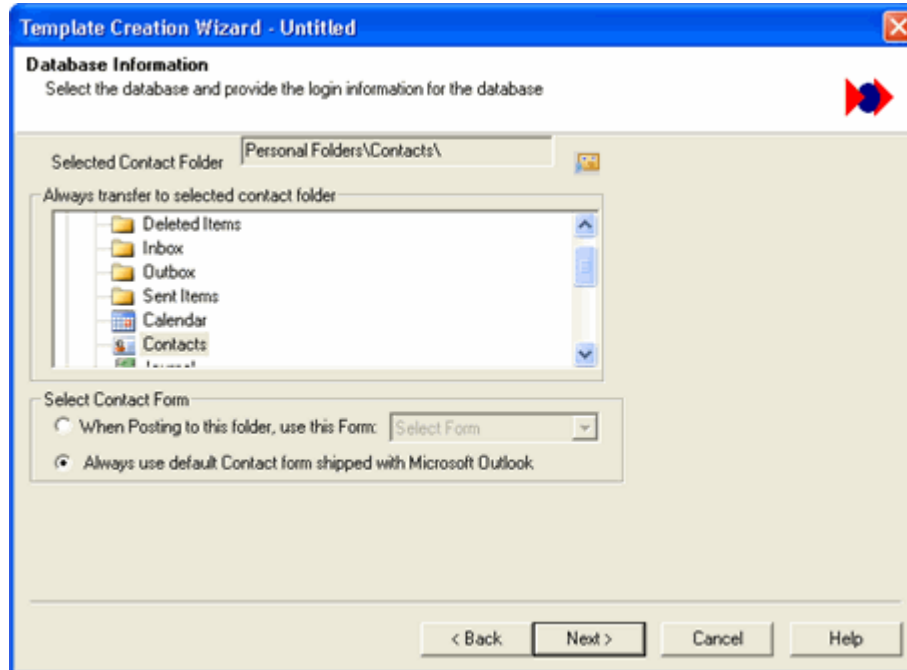 Template Creation Wizard - Untitled
Database Information
Select the database and provide the login information for the database
Selected Contact Folder
Personal Folders\Contacts\
Always transfer to selected contact folder
Deleted Items
Inbox
Outbox
Sent Items
Calendar
Contacts
Select Contact Form
When Posting to this folder, use this Form: Select Form
Always use default Contact form shipped with Microsoft Outlook
< Back Next > Cancel Help